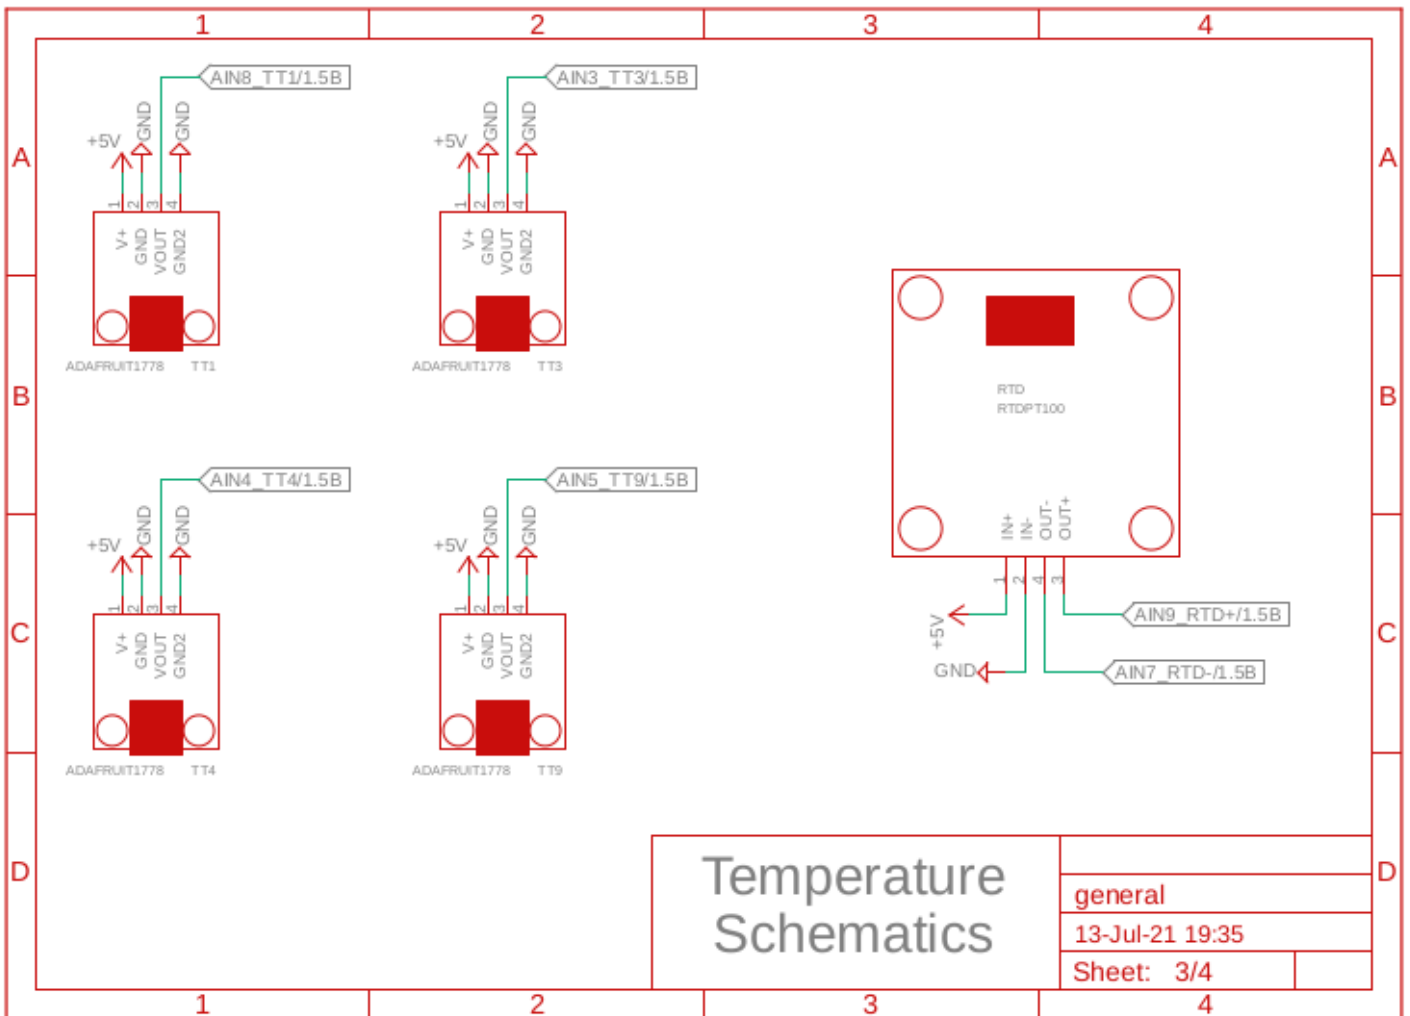 1 2 3 4
A A
AIN8_TT1/1.5B
+5V GND GND
1 2 3 4
V+ GND VOUT GND2
ADAFRUIT1778 TT1
AIN3_TT3/1.5B
+5V GND GND
1 2 3 4
V+ GND VOUT GND2
ADAFRUIT1778 TT3
B B
RTD
RTDPT100
IN+ IN- OUT- OUT+
1 2 4 3
+5V
GND
AIN9_RTD+/1.5B
AIN7_RTD-/1.5B
C C
AIN4_TT4/1.5B
+5V GND GND
1 2 3 4
V+ GND VOUT GND2
ADAFRUIT1778 TT4
AIN5_TT9/1.5B
+5V GND GND
1 2 3 4
V+ GND VOUT GND2
ADAFRUIT1778 TT9
D D
Temperature
Schematics
general
13-Jul-21 19:35
Sheet: 3/4
1 2 3 4